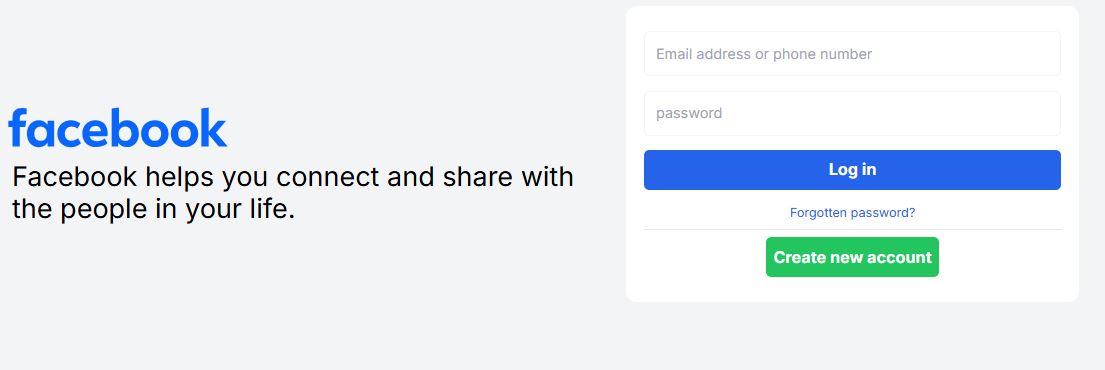 facebook
Facebook helps you connect and share with
the people in your life.
Email address or phone number
password
Log in
Forgotten password?
Create new account